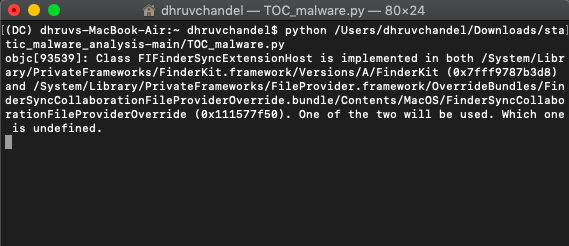 dhruvchandel — TOC_malware.py — 80×24
[(DC) dhruvs-MacBook-Air:~ dhruvchandel$ python /Users/dhruvchandel/Downloads/sta]
tic_malware_analysis-main/TOC_malware.py
objc[93539]: Class FIFinderSyncExtensionHost is implemented in both /System/Libr
ary/PrivateFrameworks/FinderKit.framework/Versions/A/FinderKit (0x7fff9787b3d8)
and /System/Library/PrivateFrameworks/FileProvider.framework/OverrideBundles/Fin
derSyncCollaborationFileProviderOverride.bundle/Contents/MacOS/FinderSyncCollabo
rationFileProviderOverride (0x111577f50). One of the two will be used. Which one
is undefined.